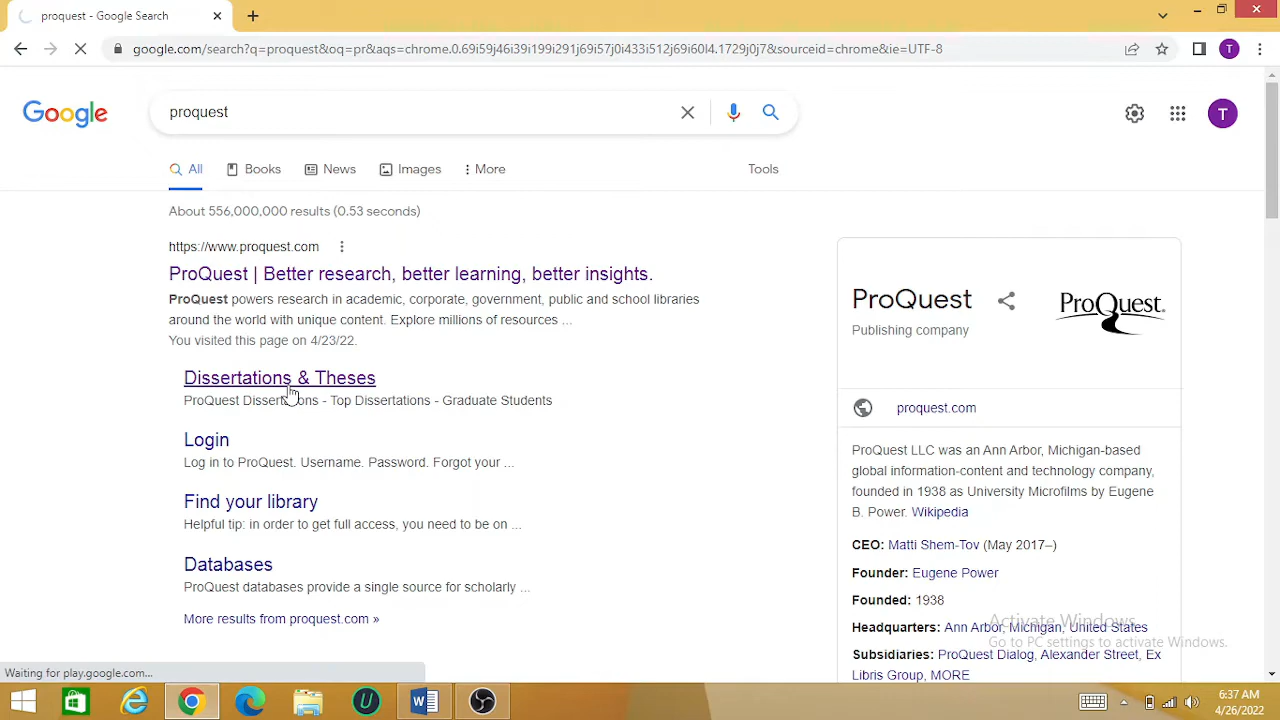 proquest - Google Search
google.com/search?q=proquest&oq=pr&aqs=chrome.0.69i59j46i39i199i291j69i57j0i433i512j69i60l4.1729j0j7&sourceid=chrome&ie=UTF-8
T
Google
proquest
T
All
Books
News
Images
More
Tools
About 556,000,000 results (0.53 seconds)
https://www.proquest.com
ProQuest | Better research, better learning, better insights.
ProQuest powers research in academic, corporate, government, public and school libraries
around the world with unique content. Explore millions of resources ...
You visited this page on 4/23/22.
Dissertations & Theses
ProQuest Dissertations - Top Dissertations - Graduate Students
Login
Log in to ProQuest. Username. Password. Forgot your ...
Find your library
Helpful tip: in order to get full access, you need to be on ...
Databases
ProQuest databases provide a single source for scholarly ...
More results from proquest.com »
ProQuest
Publishing company
ProQuest
proquest.com
ProQuest LLC was an Ann Arbor, Michigan-based
global information-content and technology company,
founded in 1938 as University Microfilms by Eugene
B. Power. Wikipedia
CEO: Matti Shem-Tov (May 2017–)
Founder: Eugene Power
Founded: 1938
Headquarters: Ann Arbor, Michigan, United States
Subsidiaries: ProQuest Dialog, Alexander Street, Ex
Libris Group, MORE
Activate Windows
Go to PC settings to activate Windows.
Waiting for play.google.com...
6:37 AM
4/26/2022